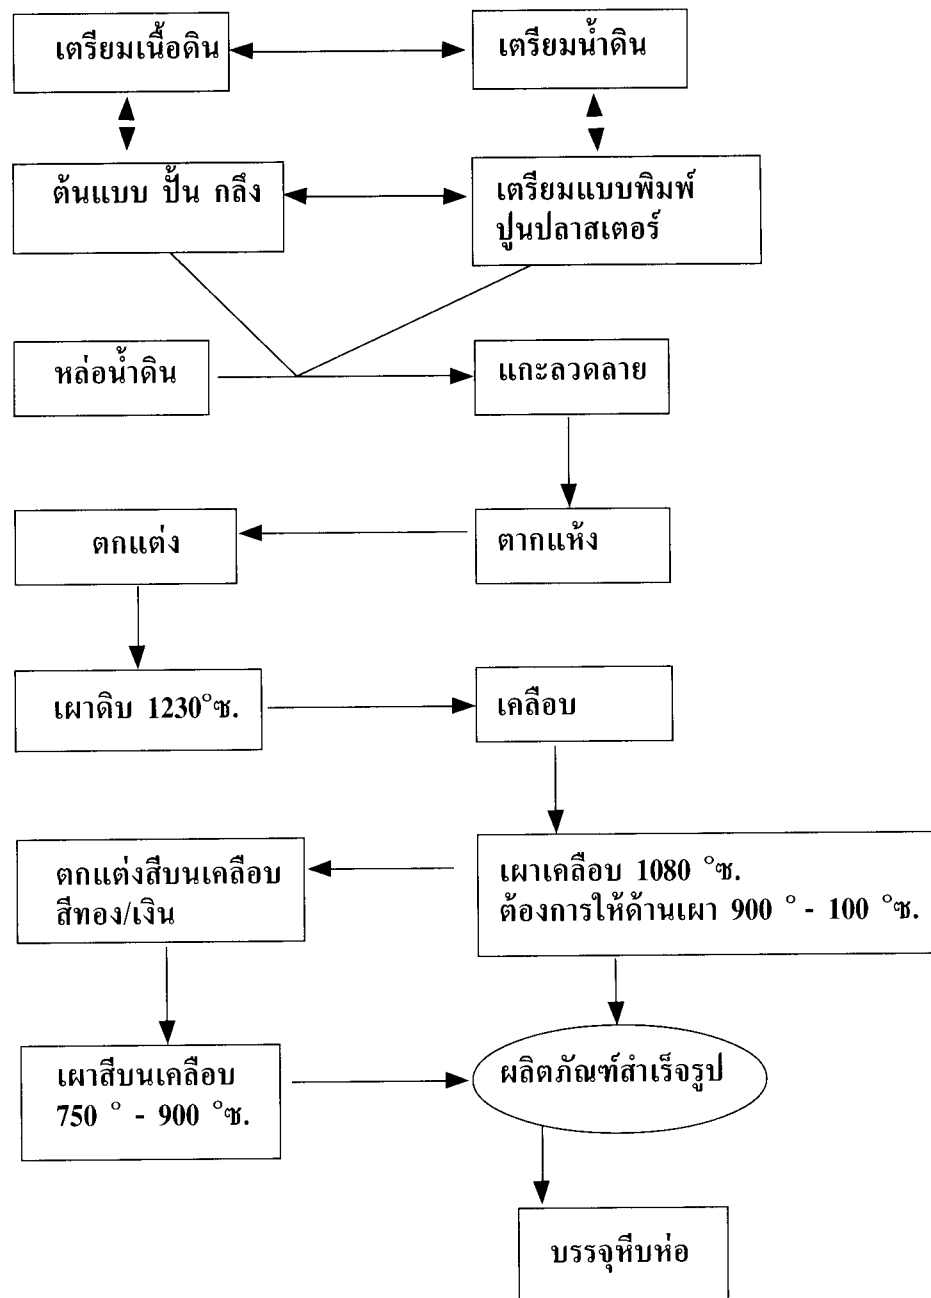 เตรียมเนื้อดิน
เตรียมน้ำดิน
ต้นแบบ ปั้น กลึง
เตรียมแบบพิมพ์
ปูนปลาสเตอร์
หล่อน้ำดิน
แกะลวดลาย
ตกแต่ง
ตากแห้ง
เผาดิบ 1230°ซ.
เคลือบ
ตกแต่งสีบนเคลือบ
สีทอง/เงิน
เผาเคลือบ 1080 °ซ.
ต้องการให้ด้านเผา 900 ° - 100 °ซ.
เผาสีบนเคลือบ
750 ° - 900 °ซ.
ผลิตภัณฑ์สำเร็จรูป
บรรจุหีบห่อ